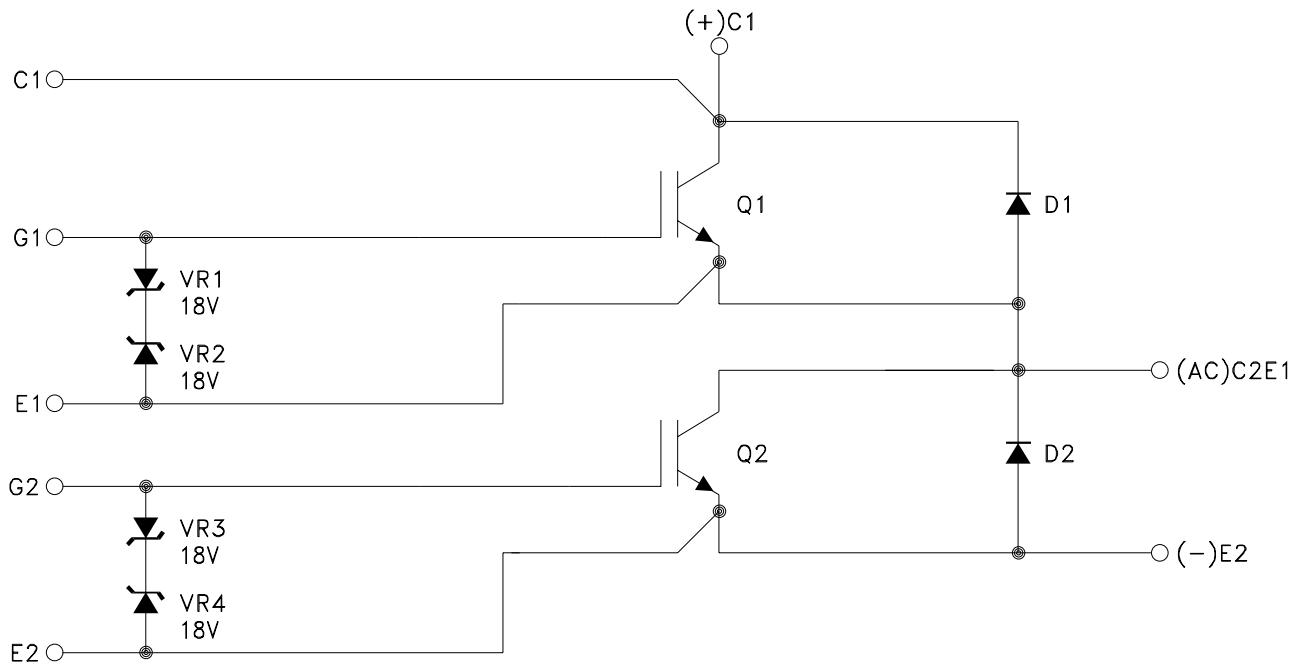 (+)C1
C1
Q1
D1
G1
VR1
18V
VR2
18V
(AC)C2E1
E1
Q2
D2
G2
VR3
18V
(-)E2
VR4
18V
E2